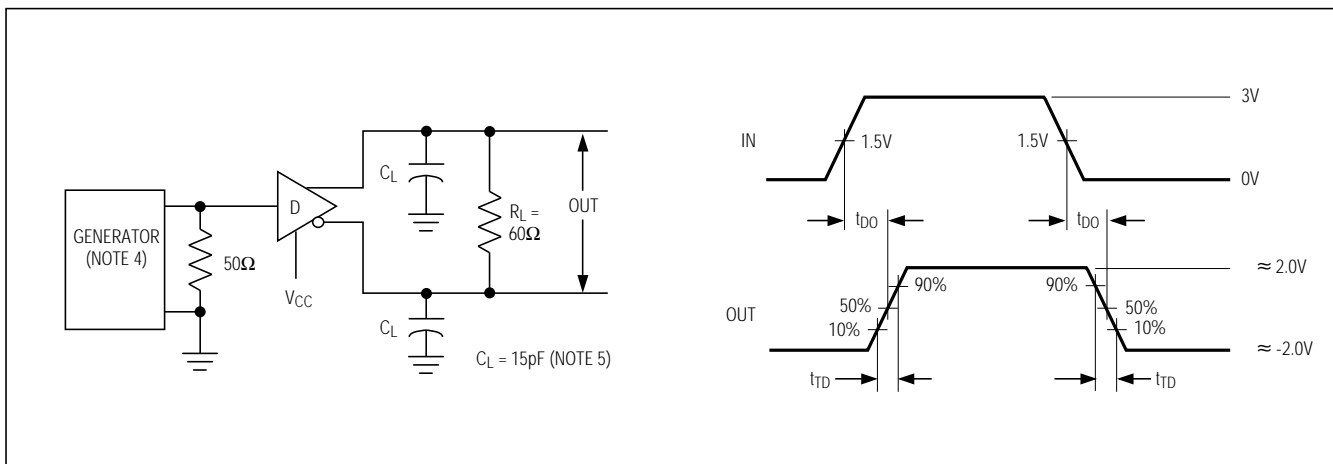 GENERATOR
(NOTE 4)
50Ω
D
VCC
CL
CL
RL =
60Ω
OUT
CL = 15pF (NOTE 5)
IN
1.5V
1.5V
3V
0V
tDO
tDO
OUT
90%
50%
10%
90%
50%
10%
≈ 2.0V
≈ -2.0V
tTD
tTD